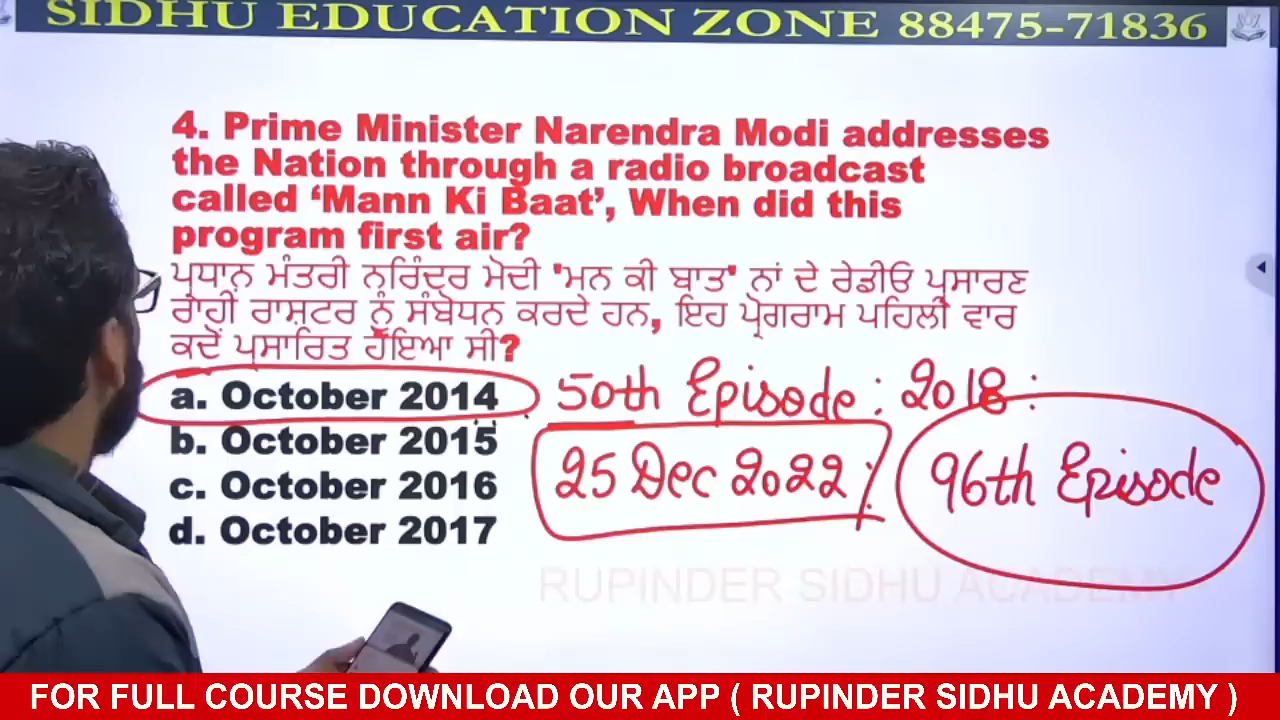 SIDHU EDUCATION ZONE 88475-71836
4. Prime Minister Narendra Modi addresses
the Nation through a radio broadcast
called ‘Mann Ki Baat’, When did this
program first air?
ਪ੍ਰਧਾਨ ਮੰਤਰੀ ਨਰਿੰਦਰ ਮੋਦੀ 'ਮਨ ਕੀ ਬਾਤ' ਨਾਂ ਦੇ ਰੇਡੀਓ ਪ੍ਰਸਾਰਣ
ਰਾਹੀਂ ਰਾਸ਼ਟਰ ਨੂੰ ਸੰਬੋਧਨ ਕਰਦੇ ਹਨ, ਇਹ ਪ੍ਰੋਗਰਾਮ ਪਹਿਲੀ ਵਾਰ
ਕਦੋਂ ਪ੍ਰਸਾਰਿਤ ਹੋਇਆ ਸੀ?
a. October 2014 50th Episode : 2018 :
b. October 2015
25 Dec 2022 : 96th Episode
c. October 2016
d. October 2017
RUPINDER SIDHU ACADEMY
FOR FULL COURSE DOWNLOAD OUR APP ( RUPINDER SIDHU ACADEMY )